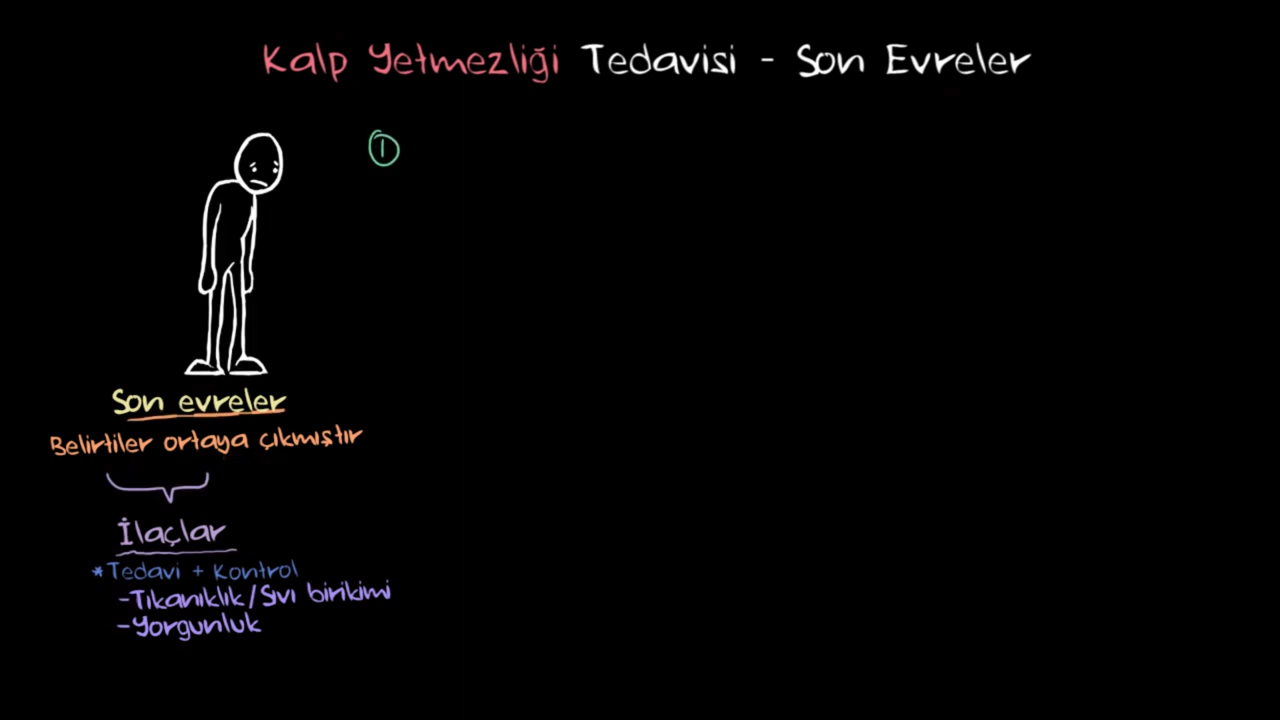 Kalp Yetmezliği Tedavisi - Son Evreler
1
Son evreler
Belirtiler ortaya çıkmıştır
İlaçlar
*Tedavi + Kontrol
-Tıkanıklık/Sıvı birikimi
-Yorgunluk